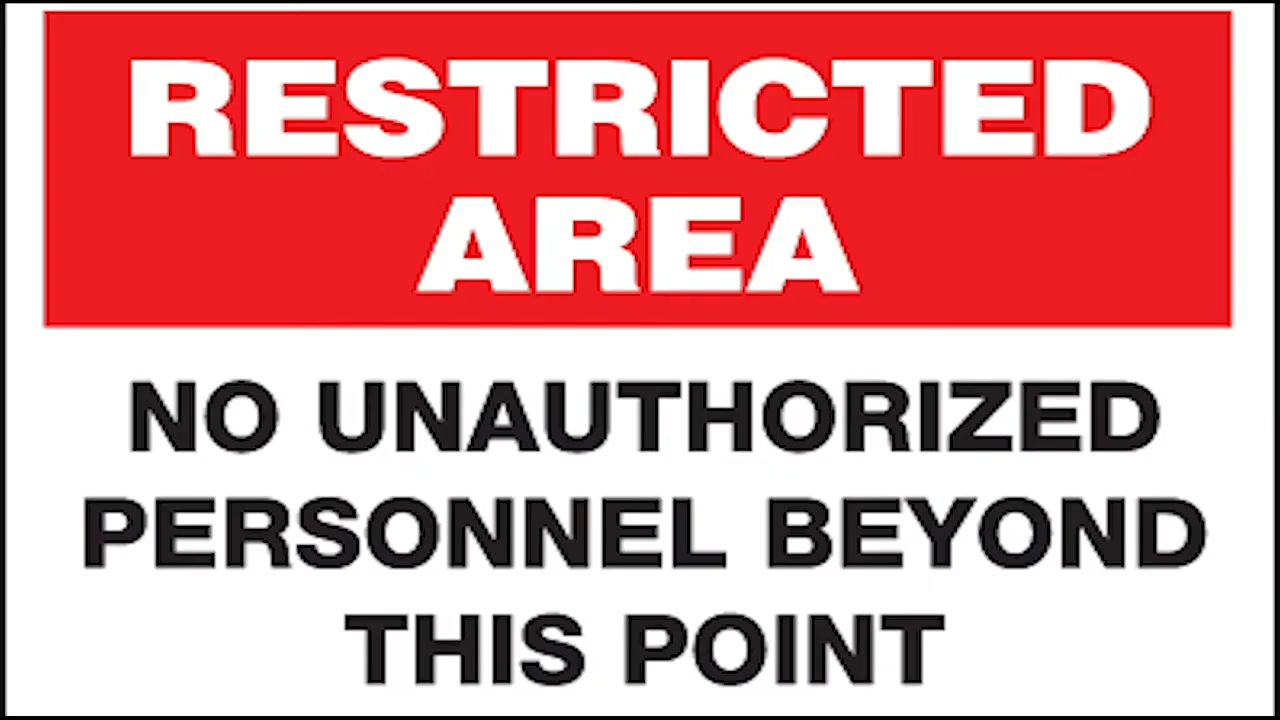 RESTRICTED
AREA
NO UNAUTHORIZED
PERSONNEL BEYOND
THIS POINT